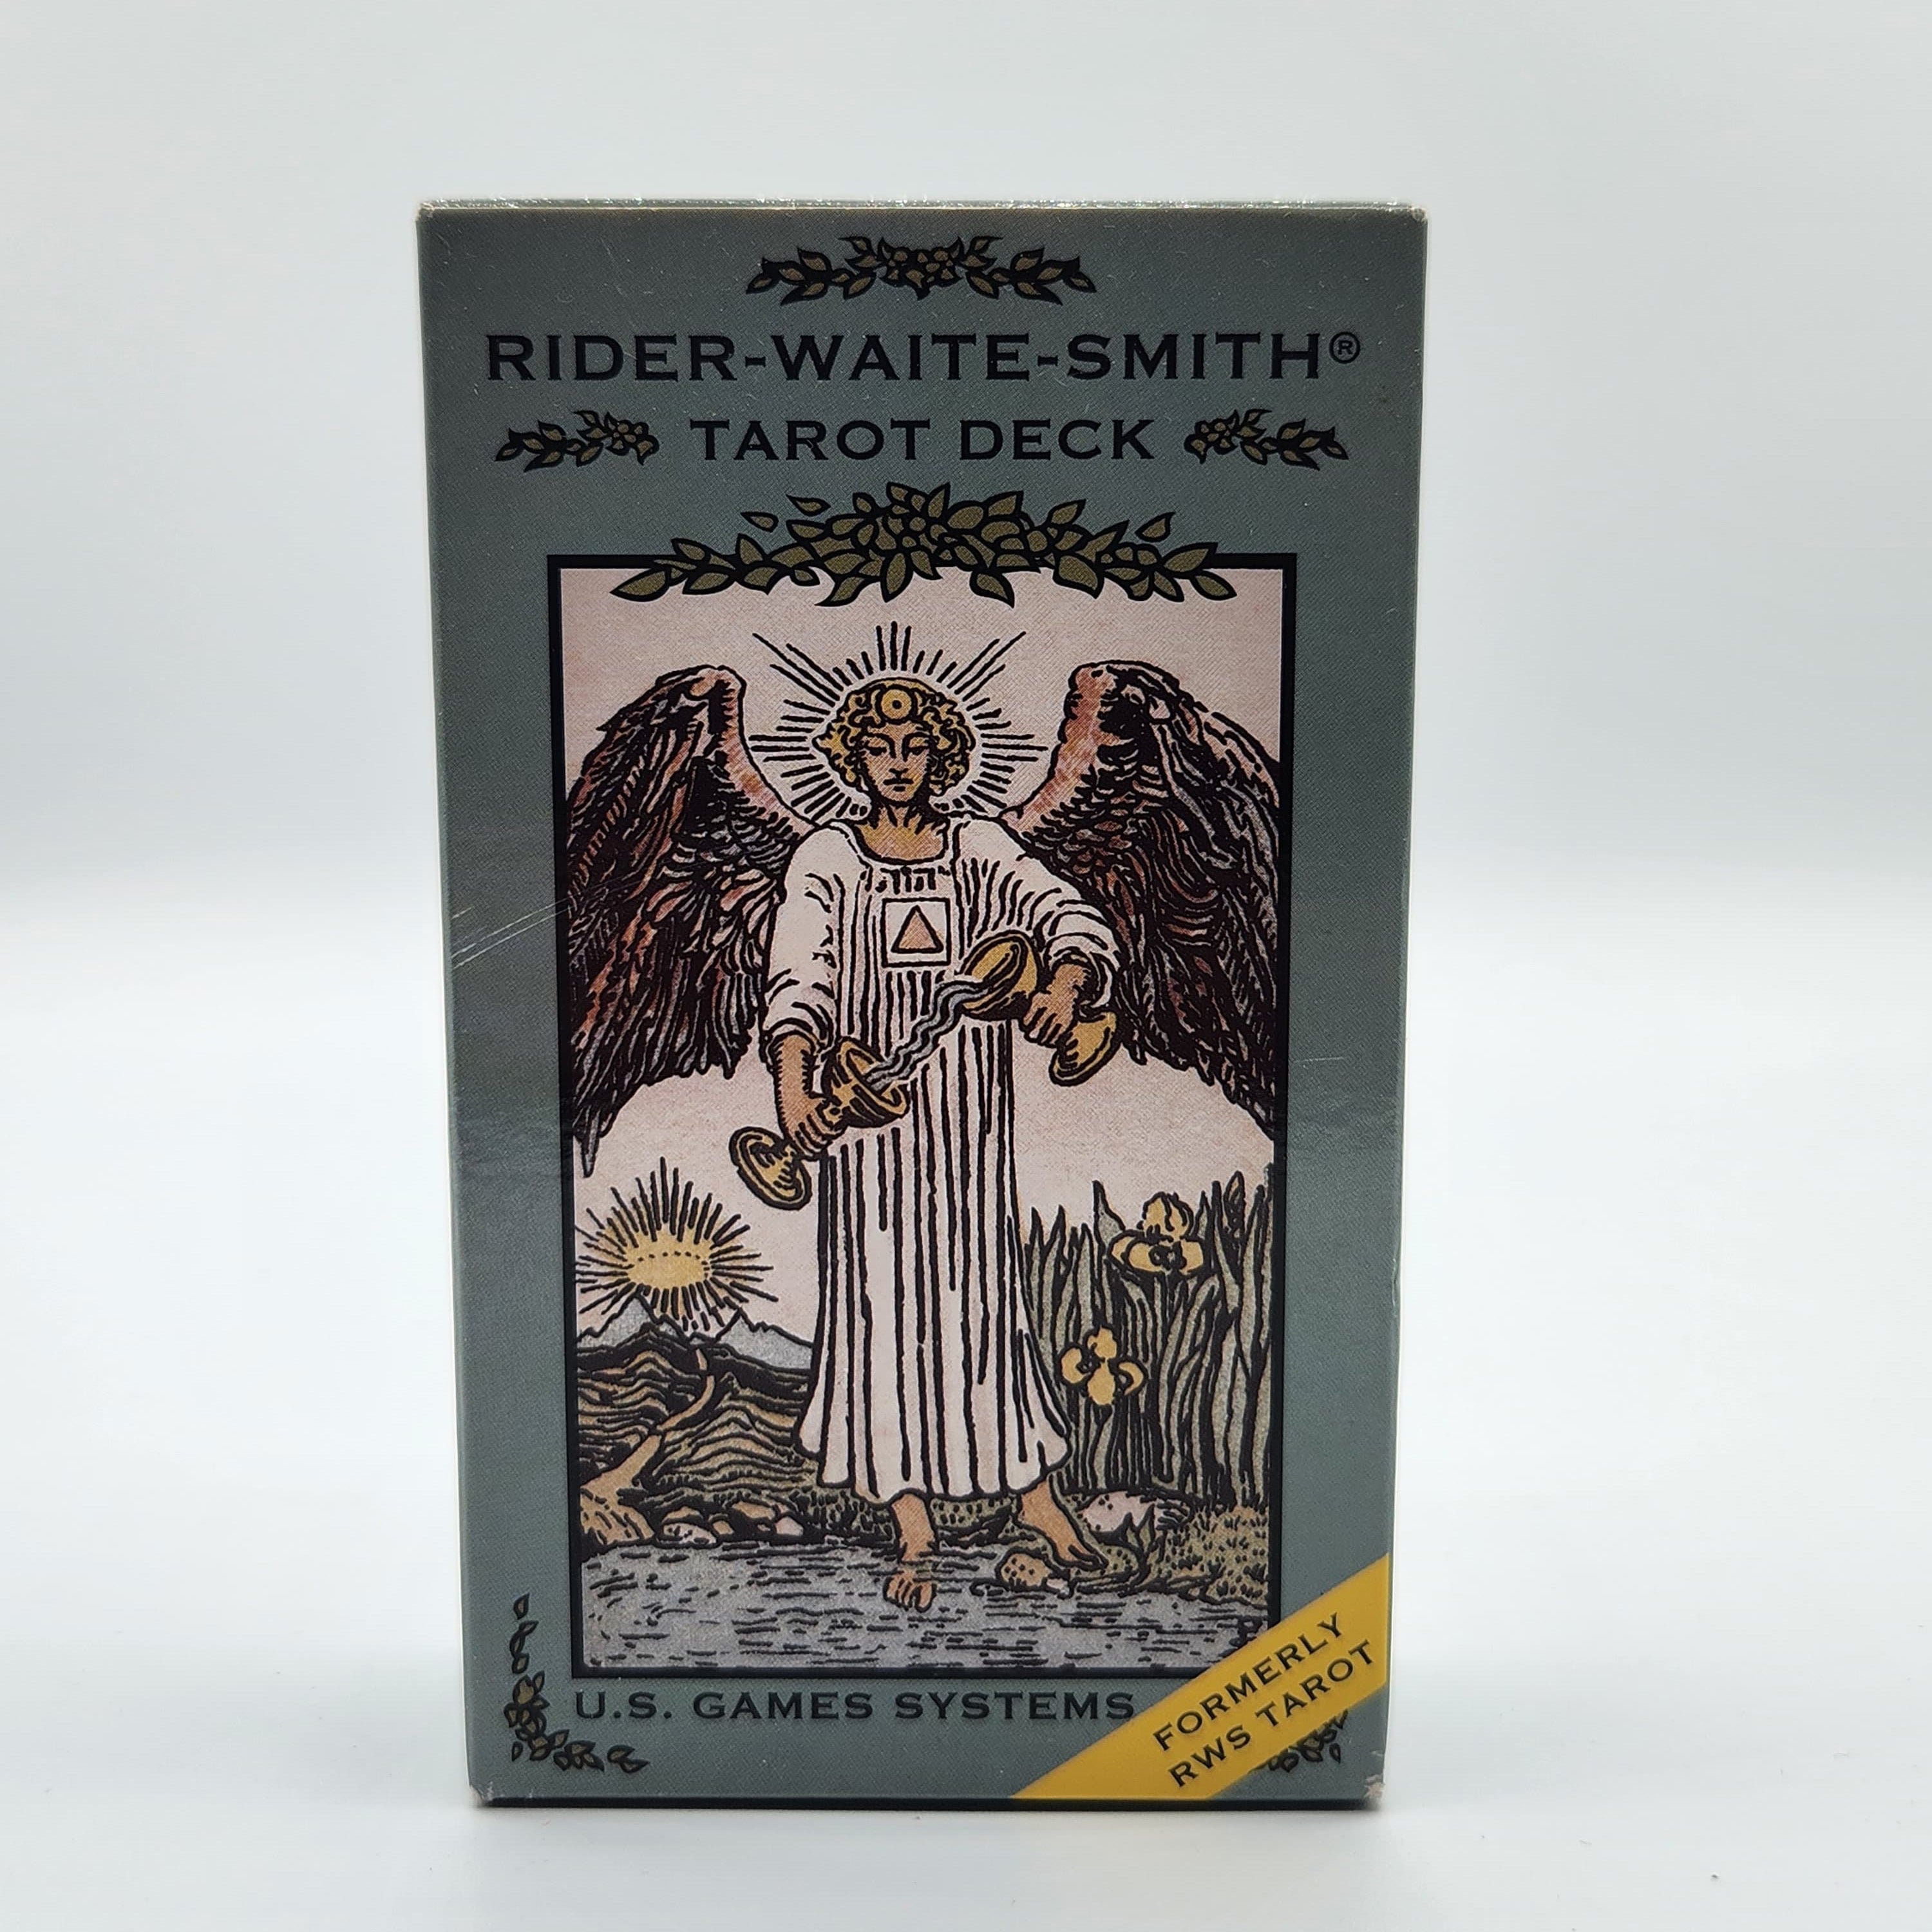 RIDER-WAITE-SMITH®
TAROT DECK
U.S. GAMES SYSTEMS
FORMERLY
RWS TAROT